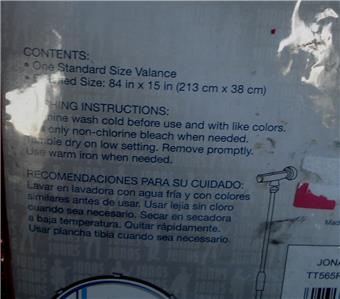 CONTENTS:
• One Standard Size Valance
Size: 84 in x 15 in (213 cm x 38 cm)
INSTRUCTIONS:
wash cold before use and with like colors.
only non-chlorine bleach when needed.
dry on low setting. Remove promptly.
Use warm iron when needed.
RECOMENDACIONES PARA SU CUIDADO:
Lavar en lavadora con agua fría y con colores
similares antes de usar. Usar lejía sin cloro
cuando sea necesario. Secar en secadora
a baja temperatura. Quitar rápidamente.
Usar plancha tibia cuando sea necesario.
Mad
JONA
TT565F